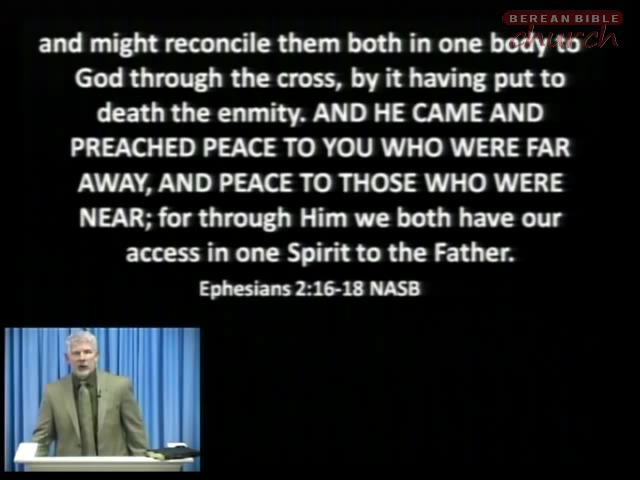 BEREAN BIBLE
church
and might reconcile them both in one body to
God through the cross, by it having put to
death the enmity. AND HE CAME AND
PREACHED PEACE TO YOU WHO WERE FAR
AWAY, AND PEACE TO THOSE WHO WERE
NEAR; for through Him we both have our
access in one Spirit to the Father.
Ephesians 2:16-18 NASB